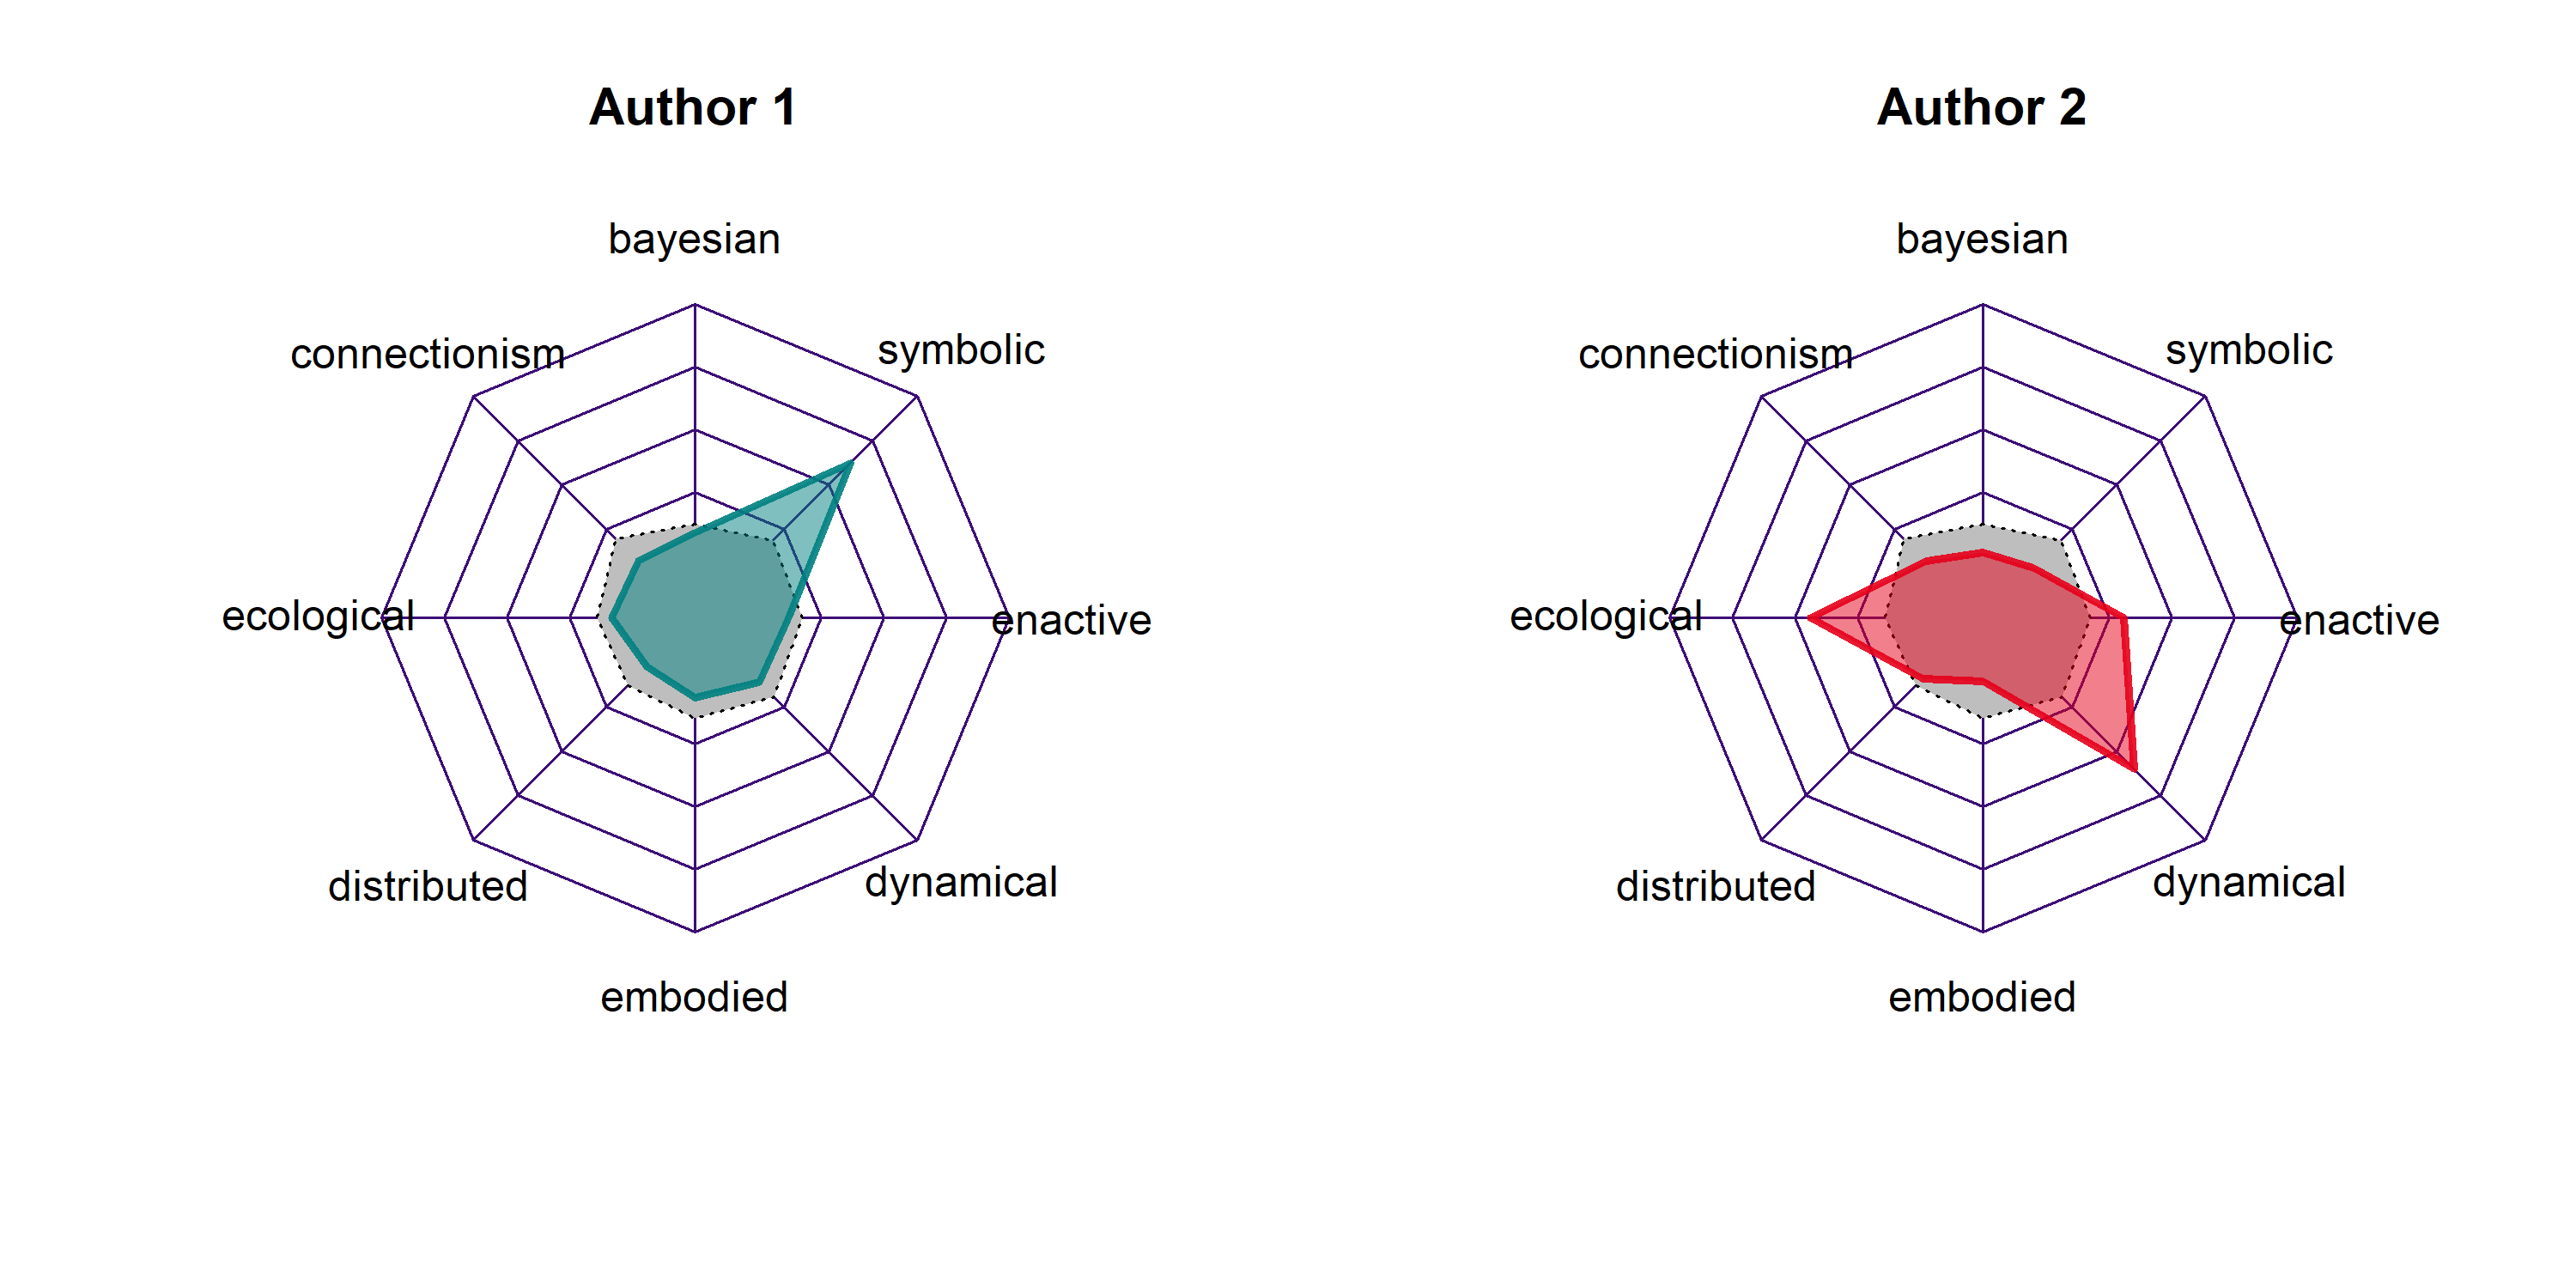 Author 1
bayesian
symbolic
connectionism
ecological
enactive
distributed
dynamical
embodied
Author 2
bayesian
symbolic
connectionism
ecological
enactive
distributed
dynamical
embodied